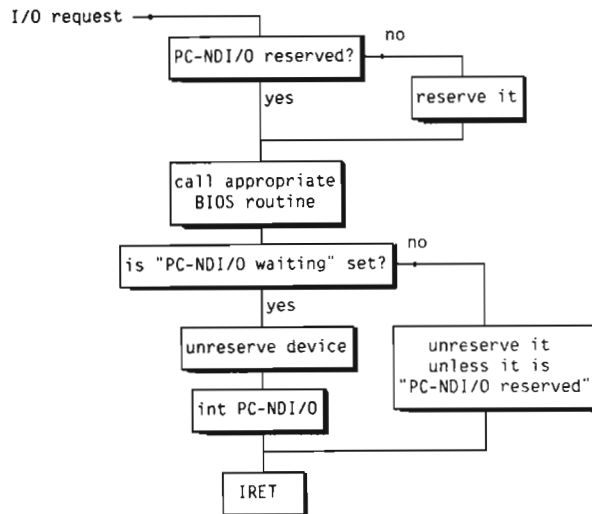 I/O request
PC-NDI/O reserved?
no
yes
reserve it
call appropriate
BIOS routine
is "PC-NDI/O waiting" set?
no
yes
unreserve device
unreserve it
unless it is
"PC-NDI/O reserved"
int PC-NDI/O
IRET